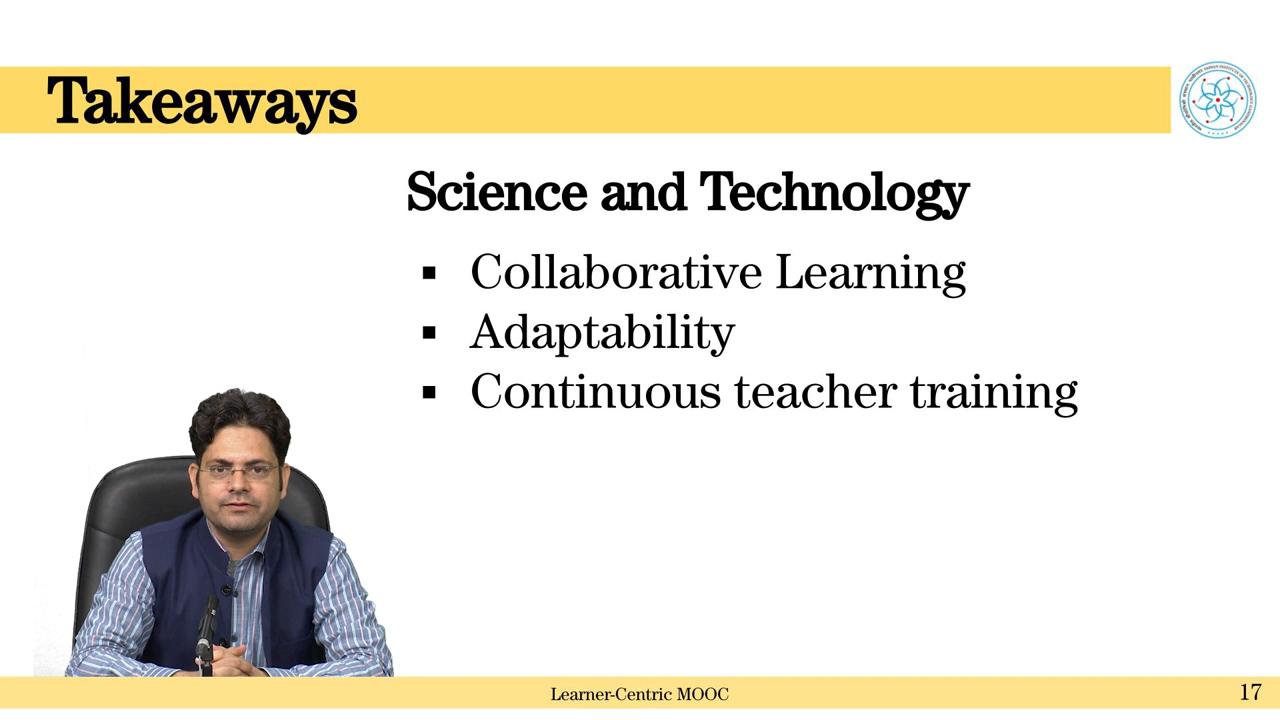 Takeaways
Science and Technology
▪ Collaborative Learning
▪ Adaptability
▪ Continuous teacher training
Learner-Centric MOOC
17